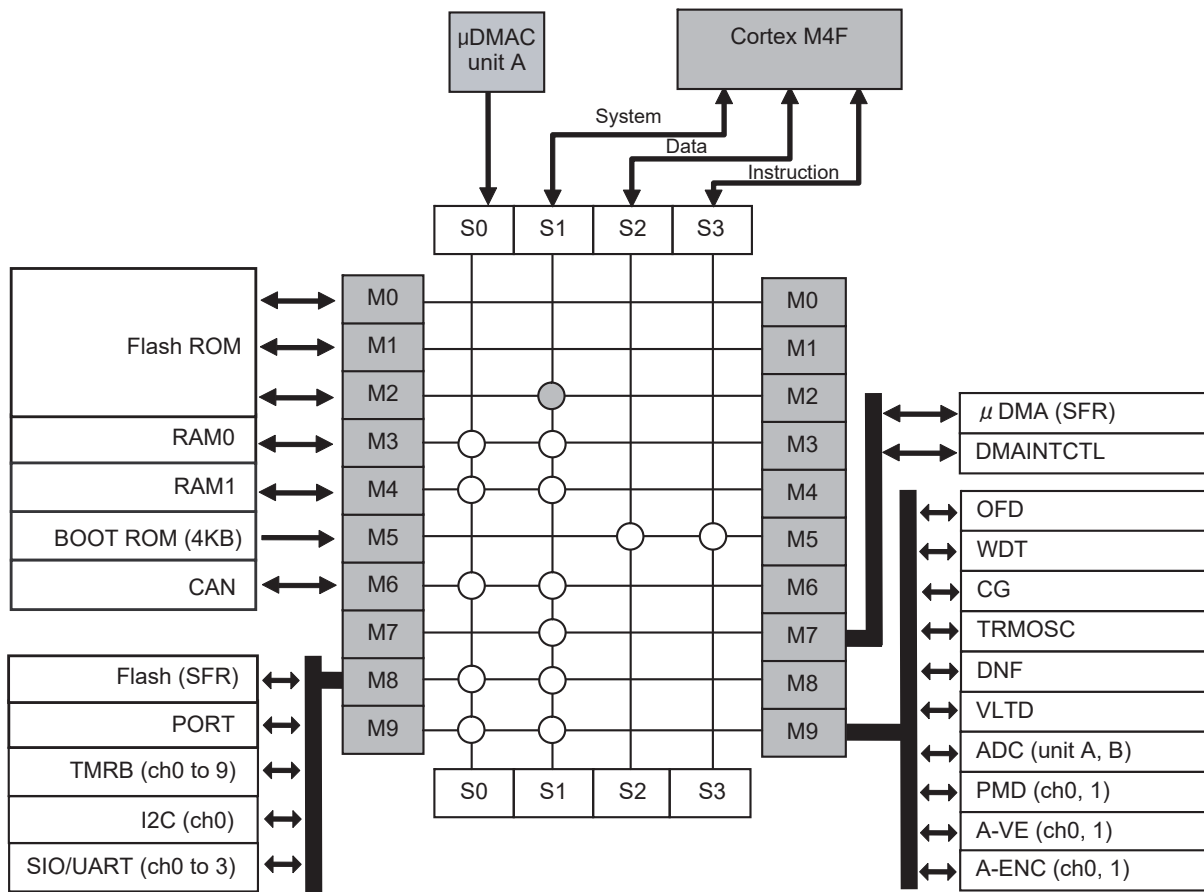 µDMAC
unit A
Cortex M4F
System
Data
Instruction
S0
S1
S2
S3
Flash ROM
RAM0
RAM1
BOOT ROM (4KB)
CAN
M0
M1
M2
M3
M4
M5
M6
M7
M8
M9
M0
M1
M2
M3
M4
M5
M6
M7
M8
M9
Flash (SFR)
PORT
TMRB (ch0 to 9)
I2C (ch0)
SIO/UART (ch0 to 3)
S0
S1
S2
S3
μ DMA (SFR)
DMAINTCTL
OFD
WDT
CG
TRMOSC
DNF
VLTD
ADC (unit A, B)
PMD (ch0, 1)
A-VE (ch0, 1)
A-ENC (ch0, 1)